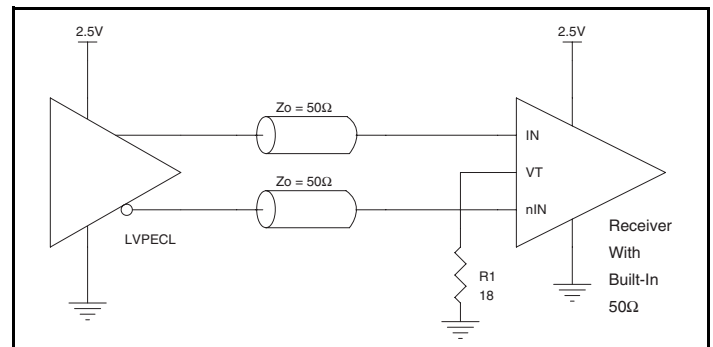 2.5V
2.5V
Zo = 50Ω
IN
VT
Zo = 50Ω
nIN
LVPECL
Receiver
With
Built-In
50Ω
R1
18